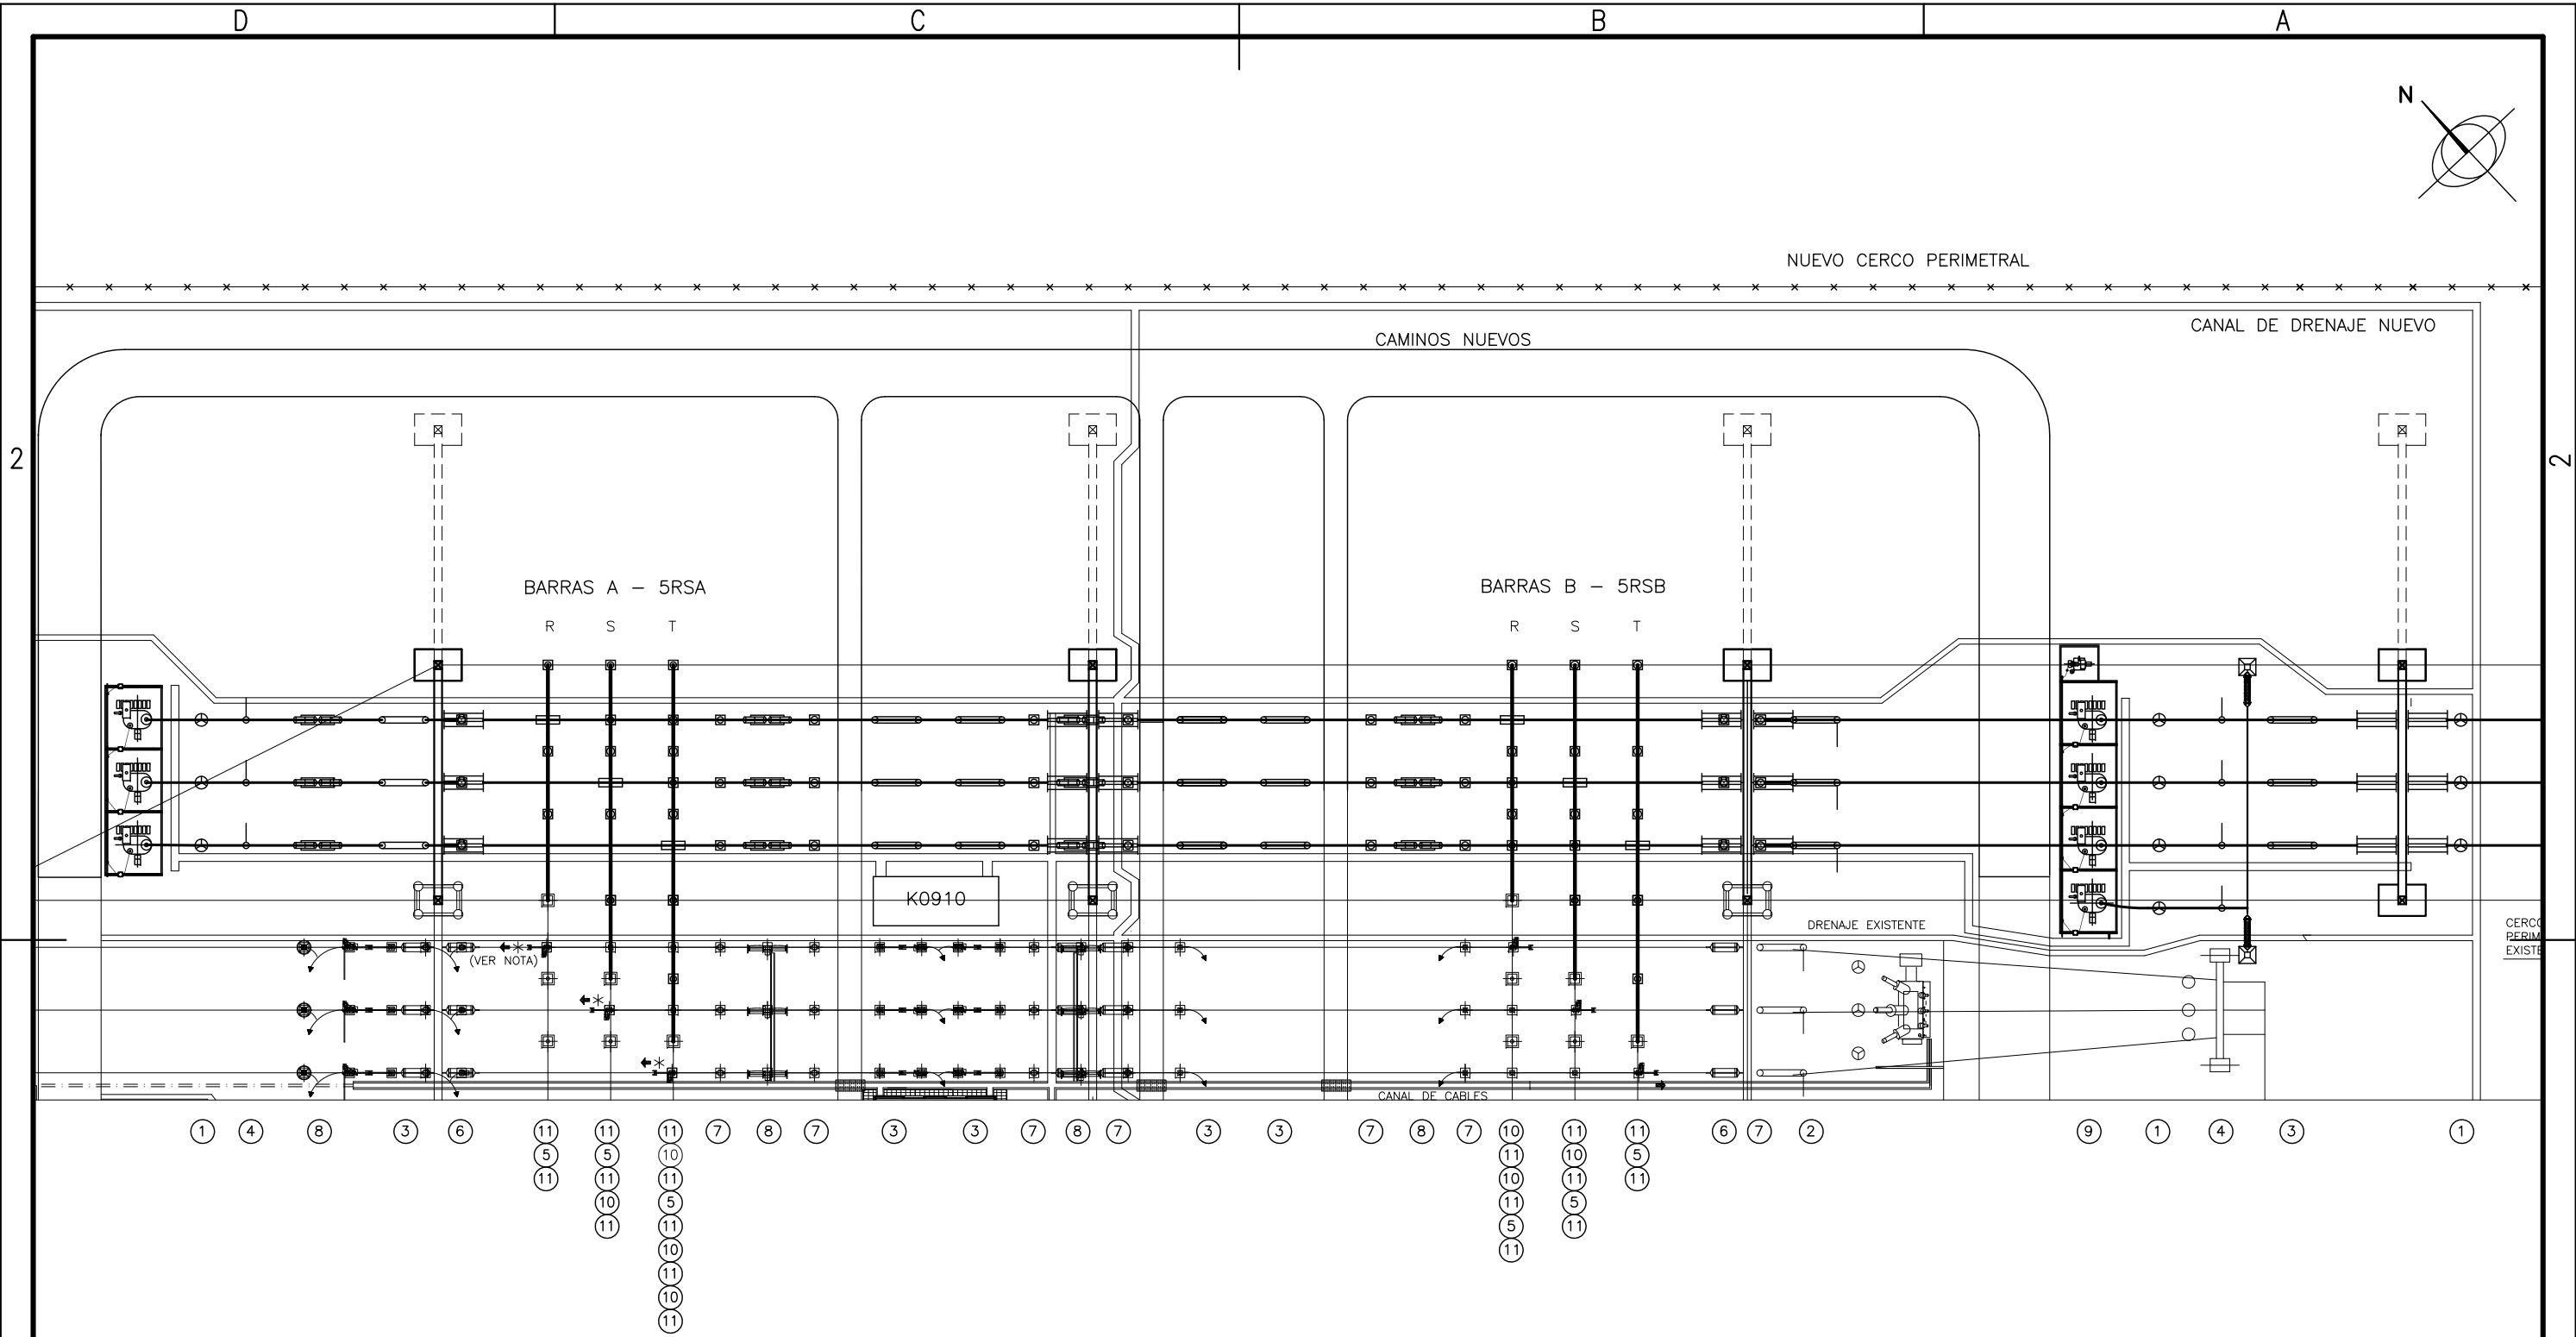 D C B A
N
NUEVO CERCO PERIMETRAL
CANAL DE DRENAJE NUEVO
CAMINOS NUEVOS
2 2
BARRAS A - 5RSA BARRAS B - 5RSB
R S T R S T
K0910
DRENAJE EXISTENTE
CERCO
PERIM
EXISTE
(VER NOTA)
CANAL DE CABLES
1 4 8 3 6 11 11 11 7 8 7 3 3 7 8 7 3 3 7 8 7 10 11 11 6 7 2 9 1 4 3 1
5 5 10 11 10 5
11 11 11 10 11 11
10 5 11 5
11 11 5 11
10 11
11
10
11